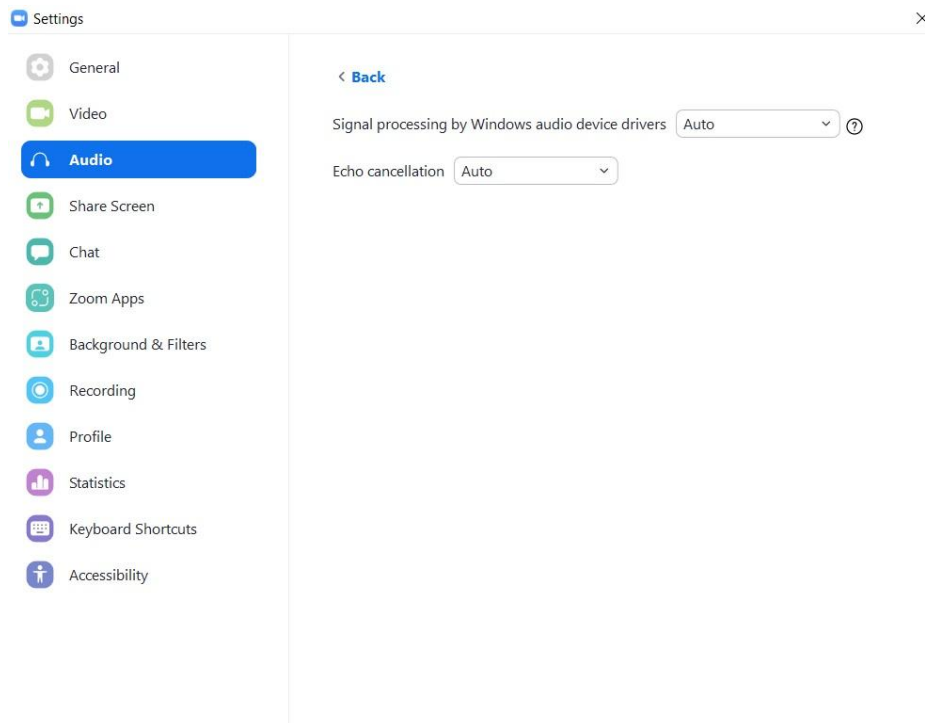 Settings
General
Video
Audio
Share Screen
Chat
Zoom Apps
Background & Filters
Recording
Profile
Statistics
Keyboard Shortcuts
Accessibility
Back
Signal processing by Windows audio device drivers Auto
Echo cancellation Auto